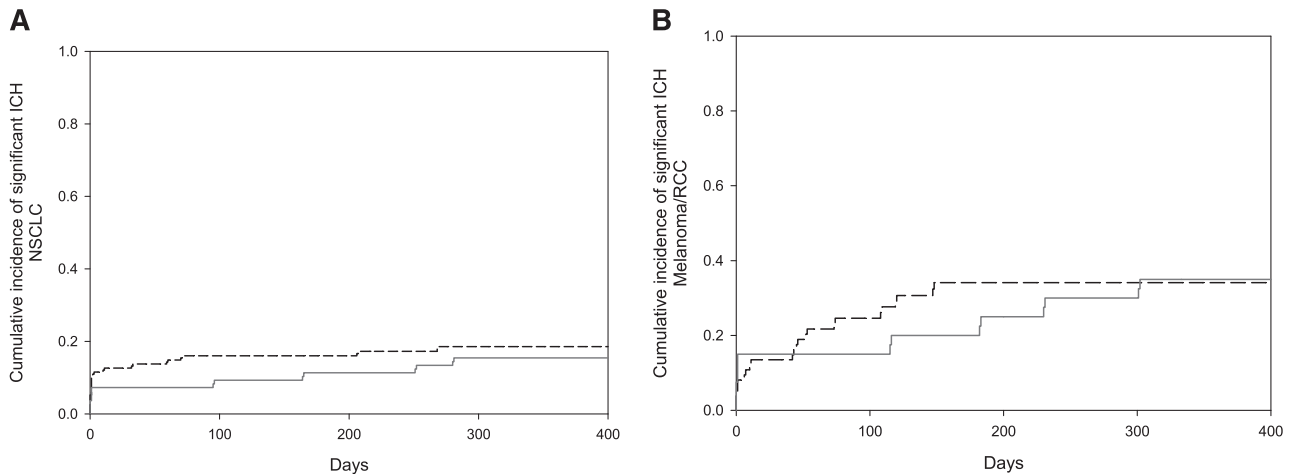 A
Cumulative incidence of significant ICH
NSCLC
1.0
0.8
0.6
0.4
0.2
0.0
0 100 200 300 400
Days
B
Cumulative incidence of significant ICH
Melanoma/RCC
1.0
0.8
0.6
0.4
0.2
0.0
0 100 200 300 400
Days